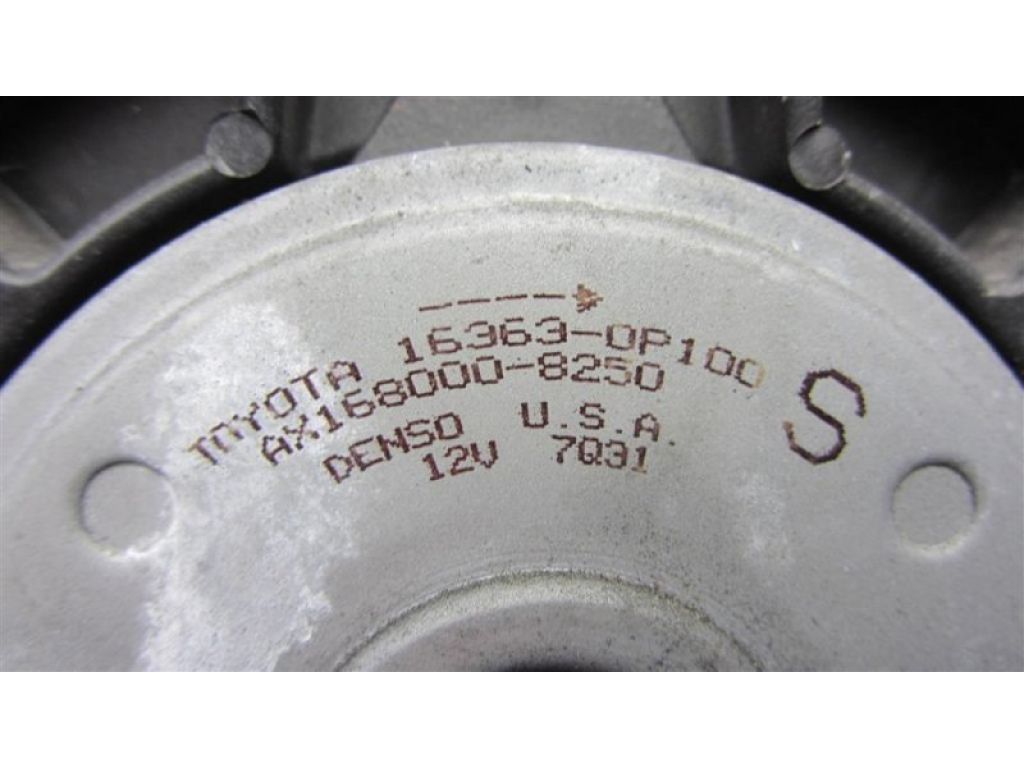 TOYOTA 16363-0P100
AX168000-8250
DENSO U.S.A.
12V 7Q31
S